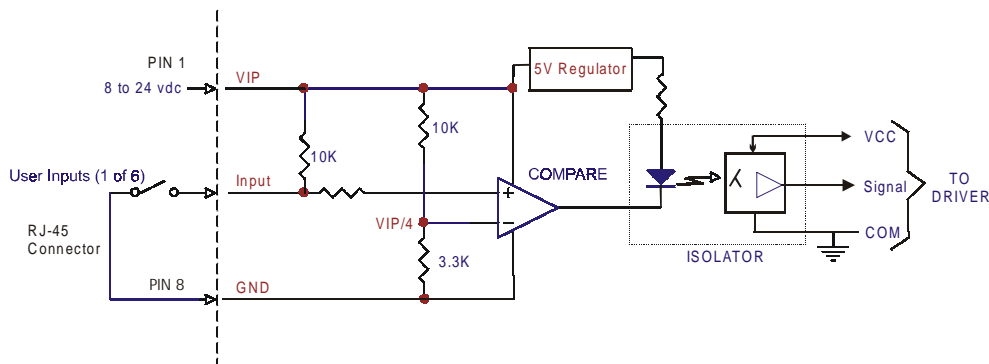 PIN 1
8 to 24 vdc
VIP
5V Regulator
10K
10K
VCC
User Inputs (1 of 6)
Input
COMPARE
Signal
TO
DRIVER
VIP/4
+
−
RJ-45
Connector
3.3K
COM
ISOLATOR
PIN 8
GND